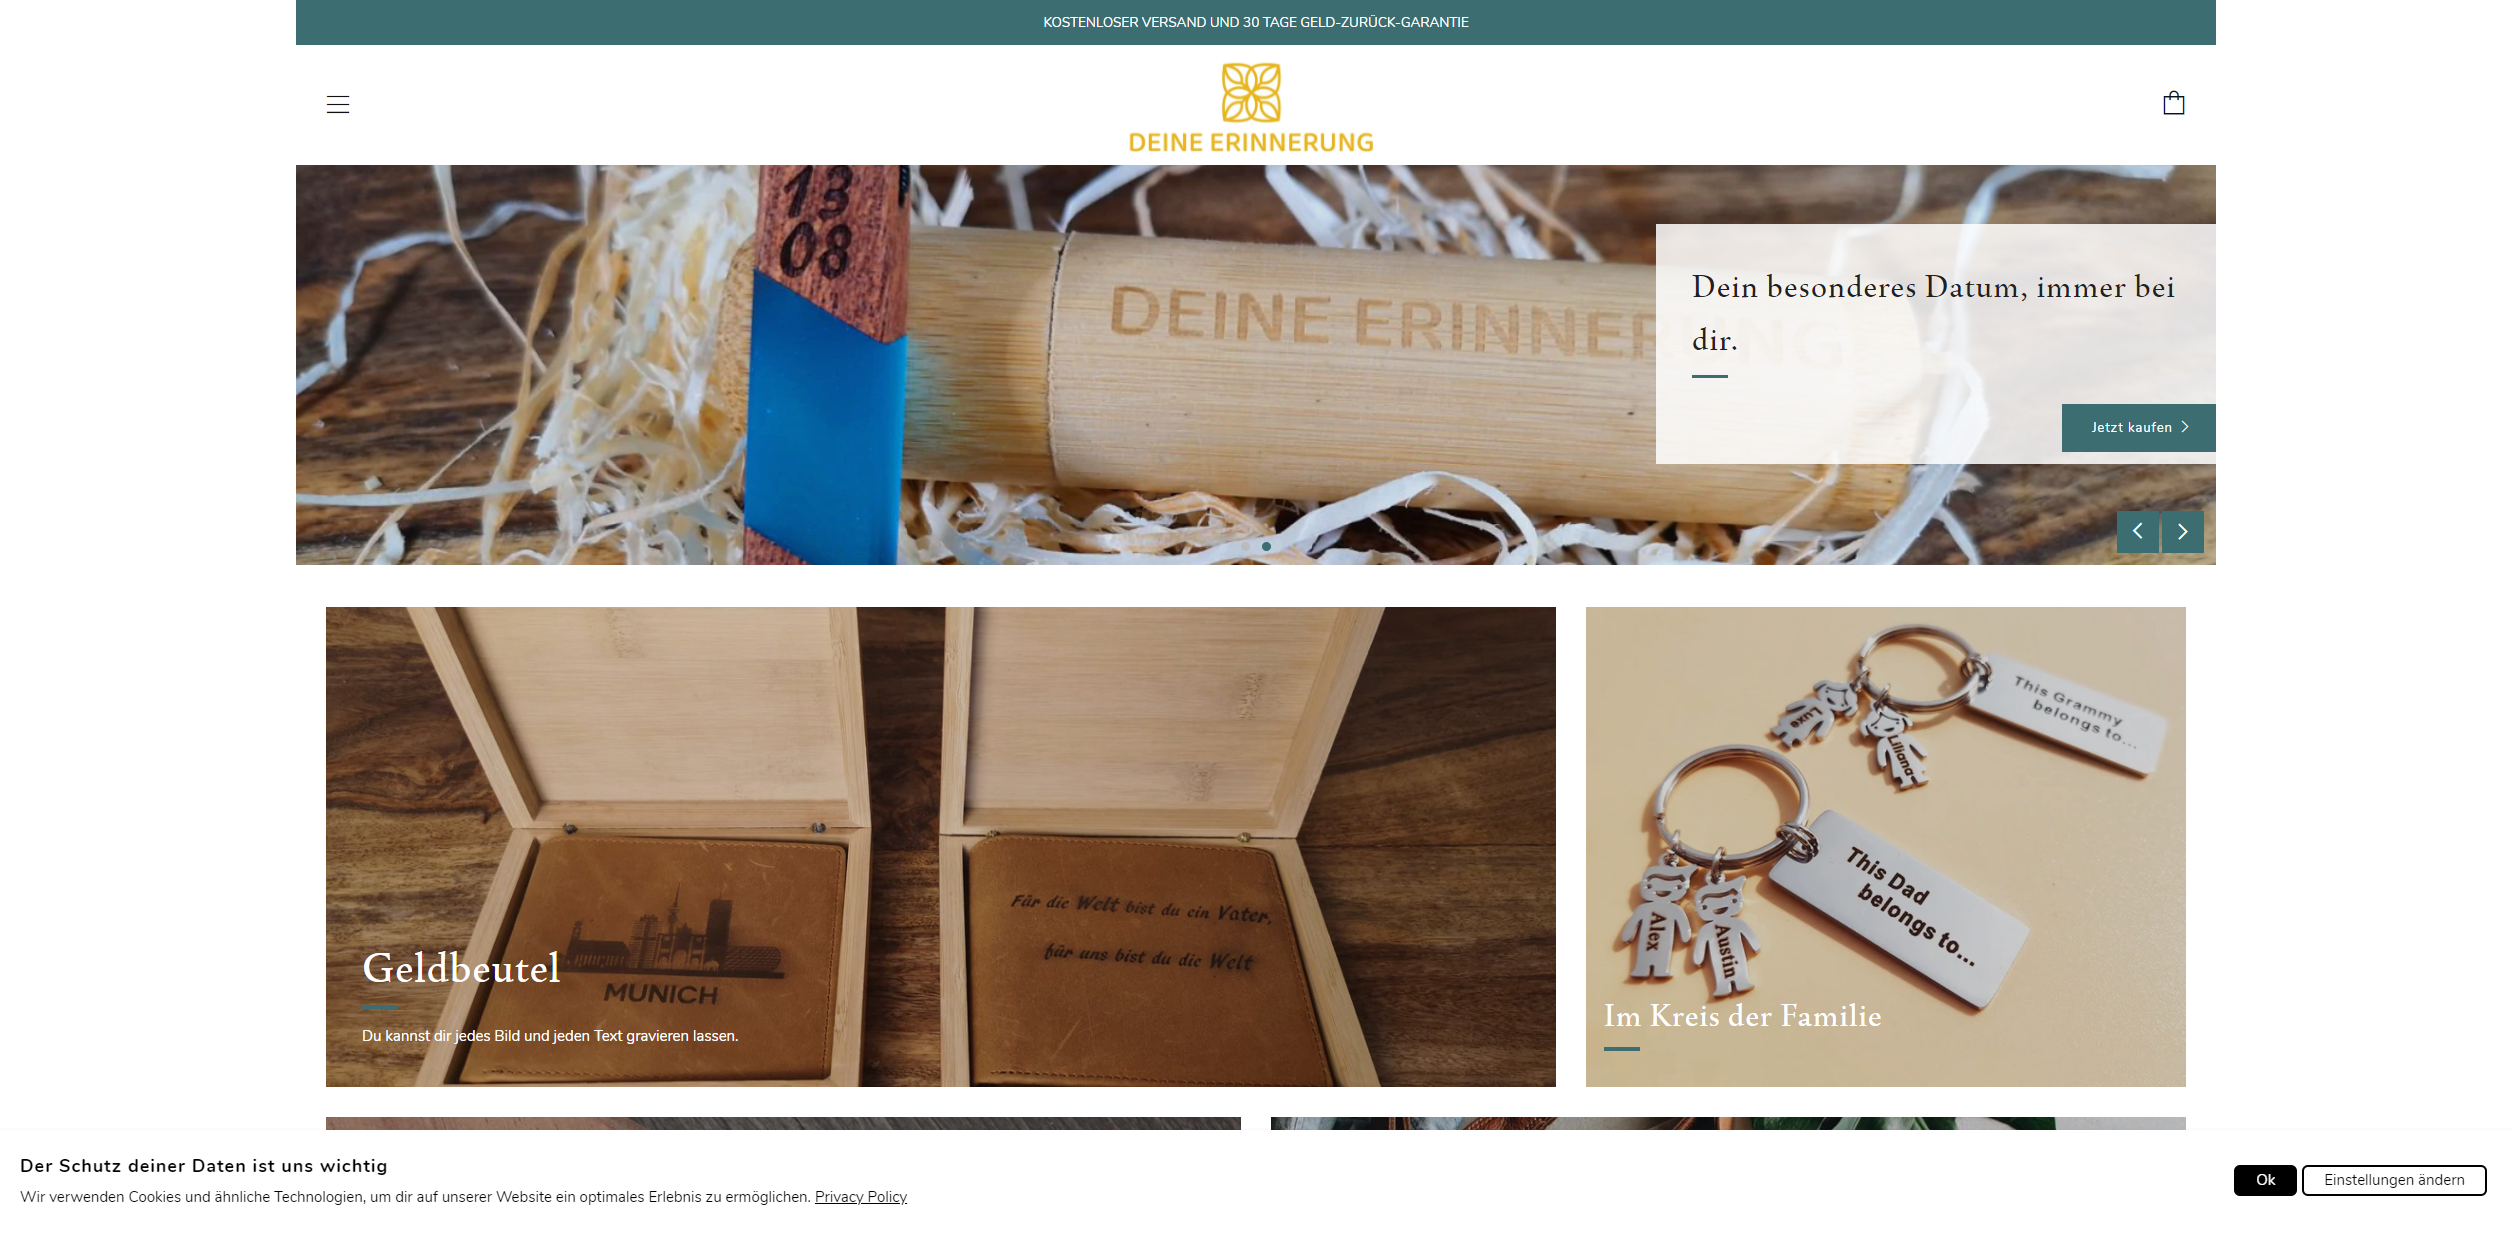 KOSTENLOSER VERSAND UND 30 TAGE GELD-ZURÜCK-GARANTIE
DEINE ERINNERUNG
13
08
DEINE ERINNERUNG
Dein besonderes Datum, immer bei
dir.
Jetzt kaufen
MUNICH
Für die Welt bist du ein Vater,
für uns bist du die Welt
Geldbeutel
Du kannst dir jedes Bild und jeden Text gravieren lassen.
This Grammy
belongs to...
Luxe
Liliana
This Dad
belongs to...
Alex
Austin
Im Kreis der Familie
Der Schutz deiner Daten ist uns wichtig
Wir verwenden Cookies und ähnliche Technologien, um dir auf unserer Website ein optimales Erlebnis zu ermöglichen. Privacy Policy
Ok
Einstellungen ändern